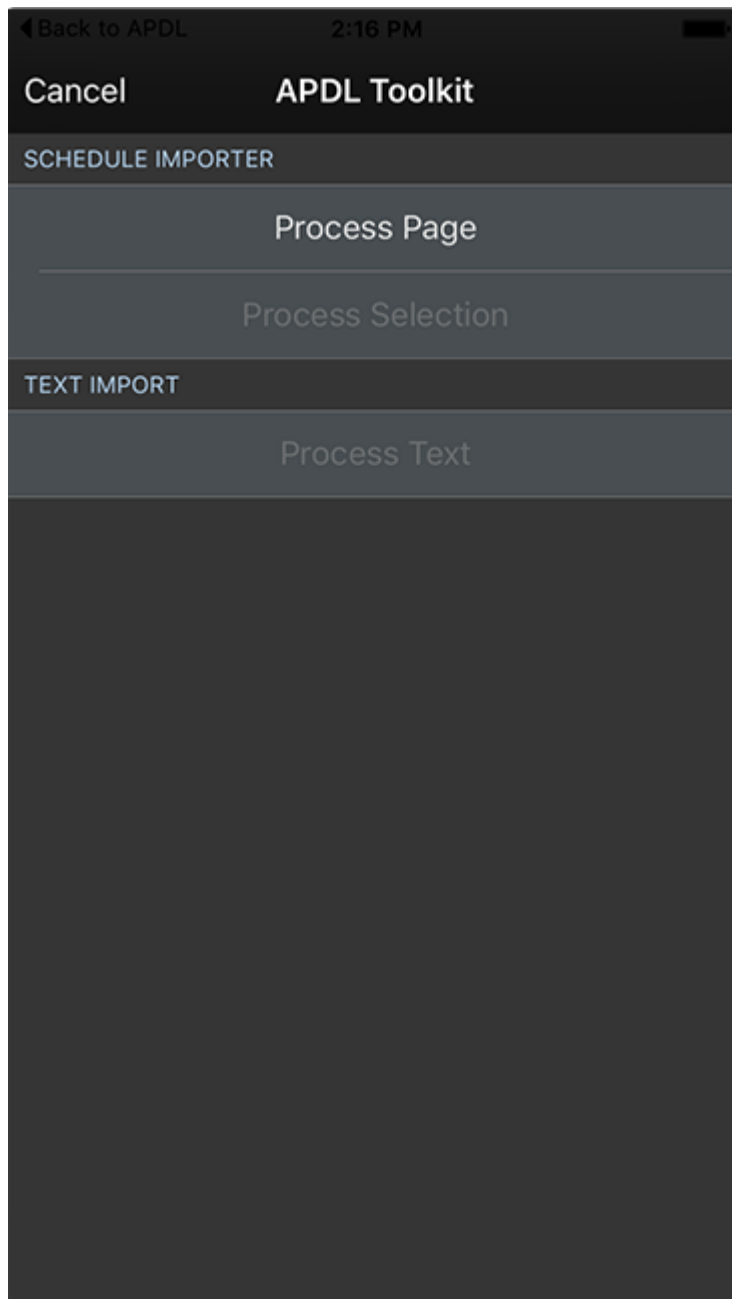 Back to APDL 2:16 PM
Cancel APDL Toolkit
SCHEDULE IMPORTER
Process Page
Process Selection
TEXT IMPORT
Process Text